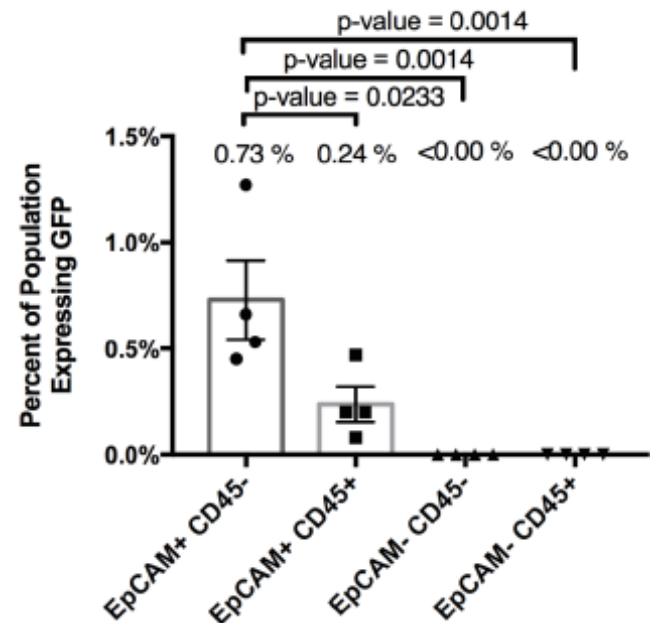 p-value = 0.0014
p-value = 0.0014
p-value = 0.0233
0.73 % 0.24 % <0.00 % <0.00 %
1.5%
1.0%
0.5%
0.0%
Percent of Population
Expressing GFP
EpCAM+ CD45-
EpCAM+ CD45+
EpCAM- CD45-
EpCAM- CD45+